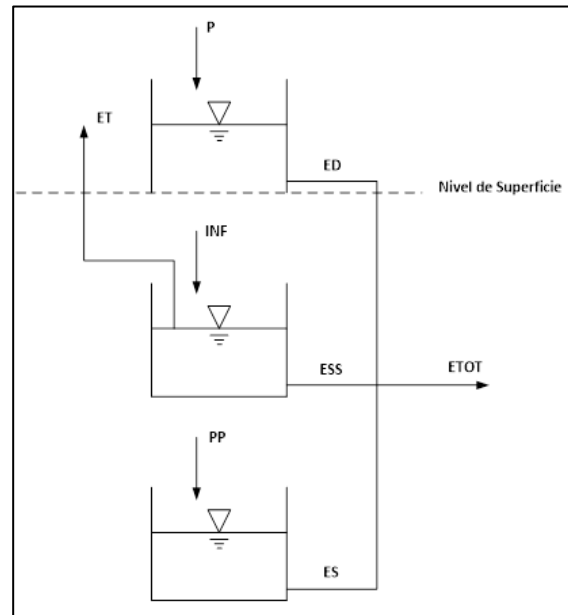 P
ET
ED
Nivel de Superficie
INF
ESS
ETOT
PP
ES